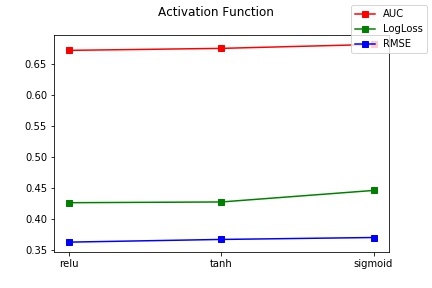 Activation Function
AUC
LogLoss
RMSE
0.65
0.60
0.55
0.50
0.45
0.40
0.35
relu
tanh
sigmoid